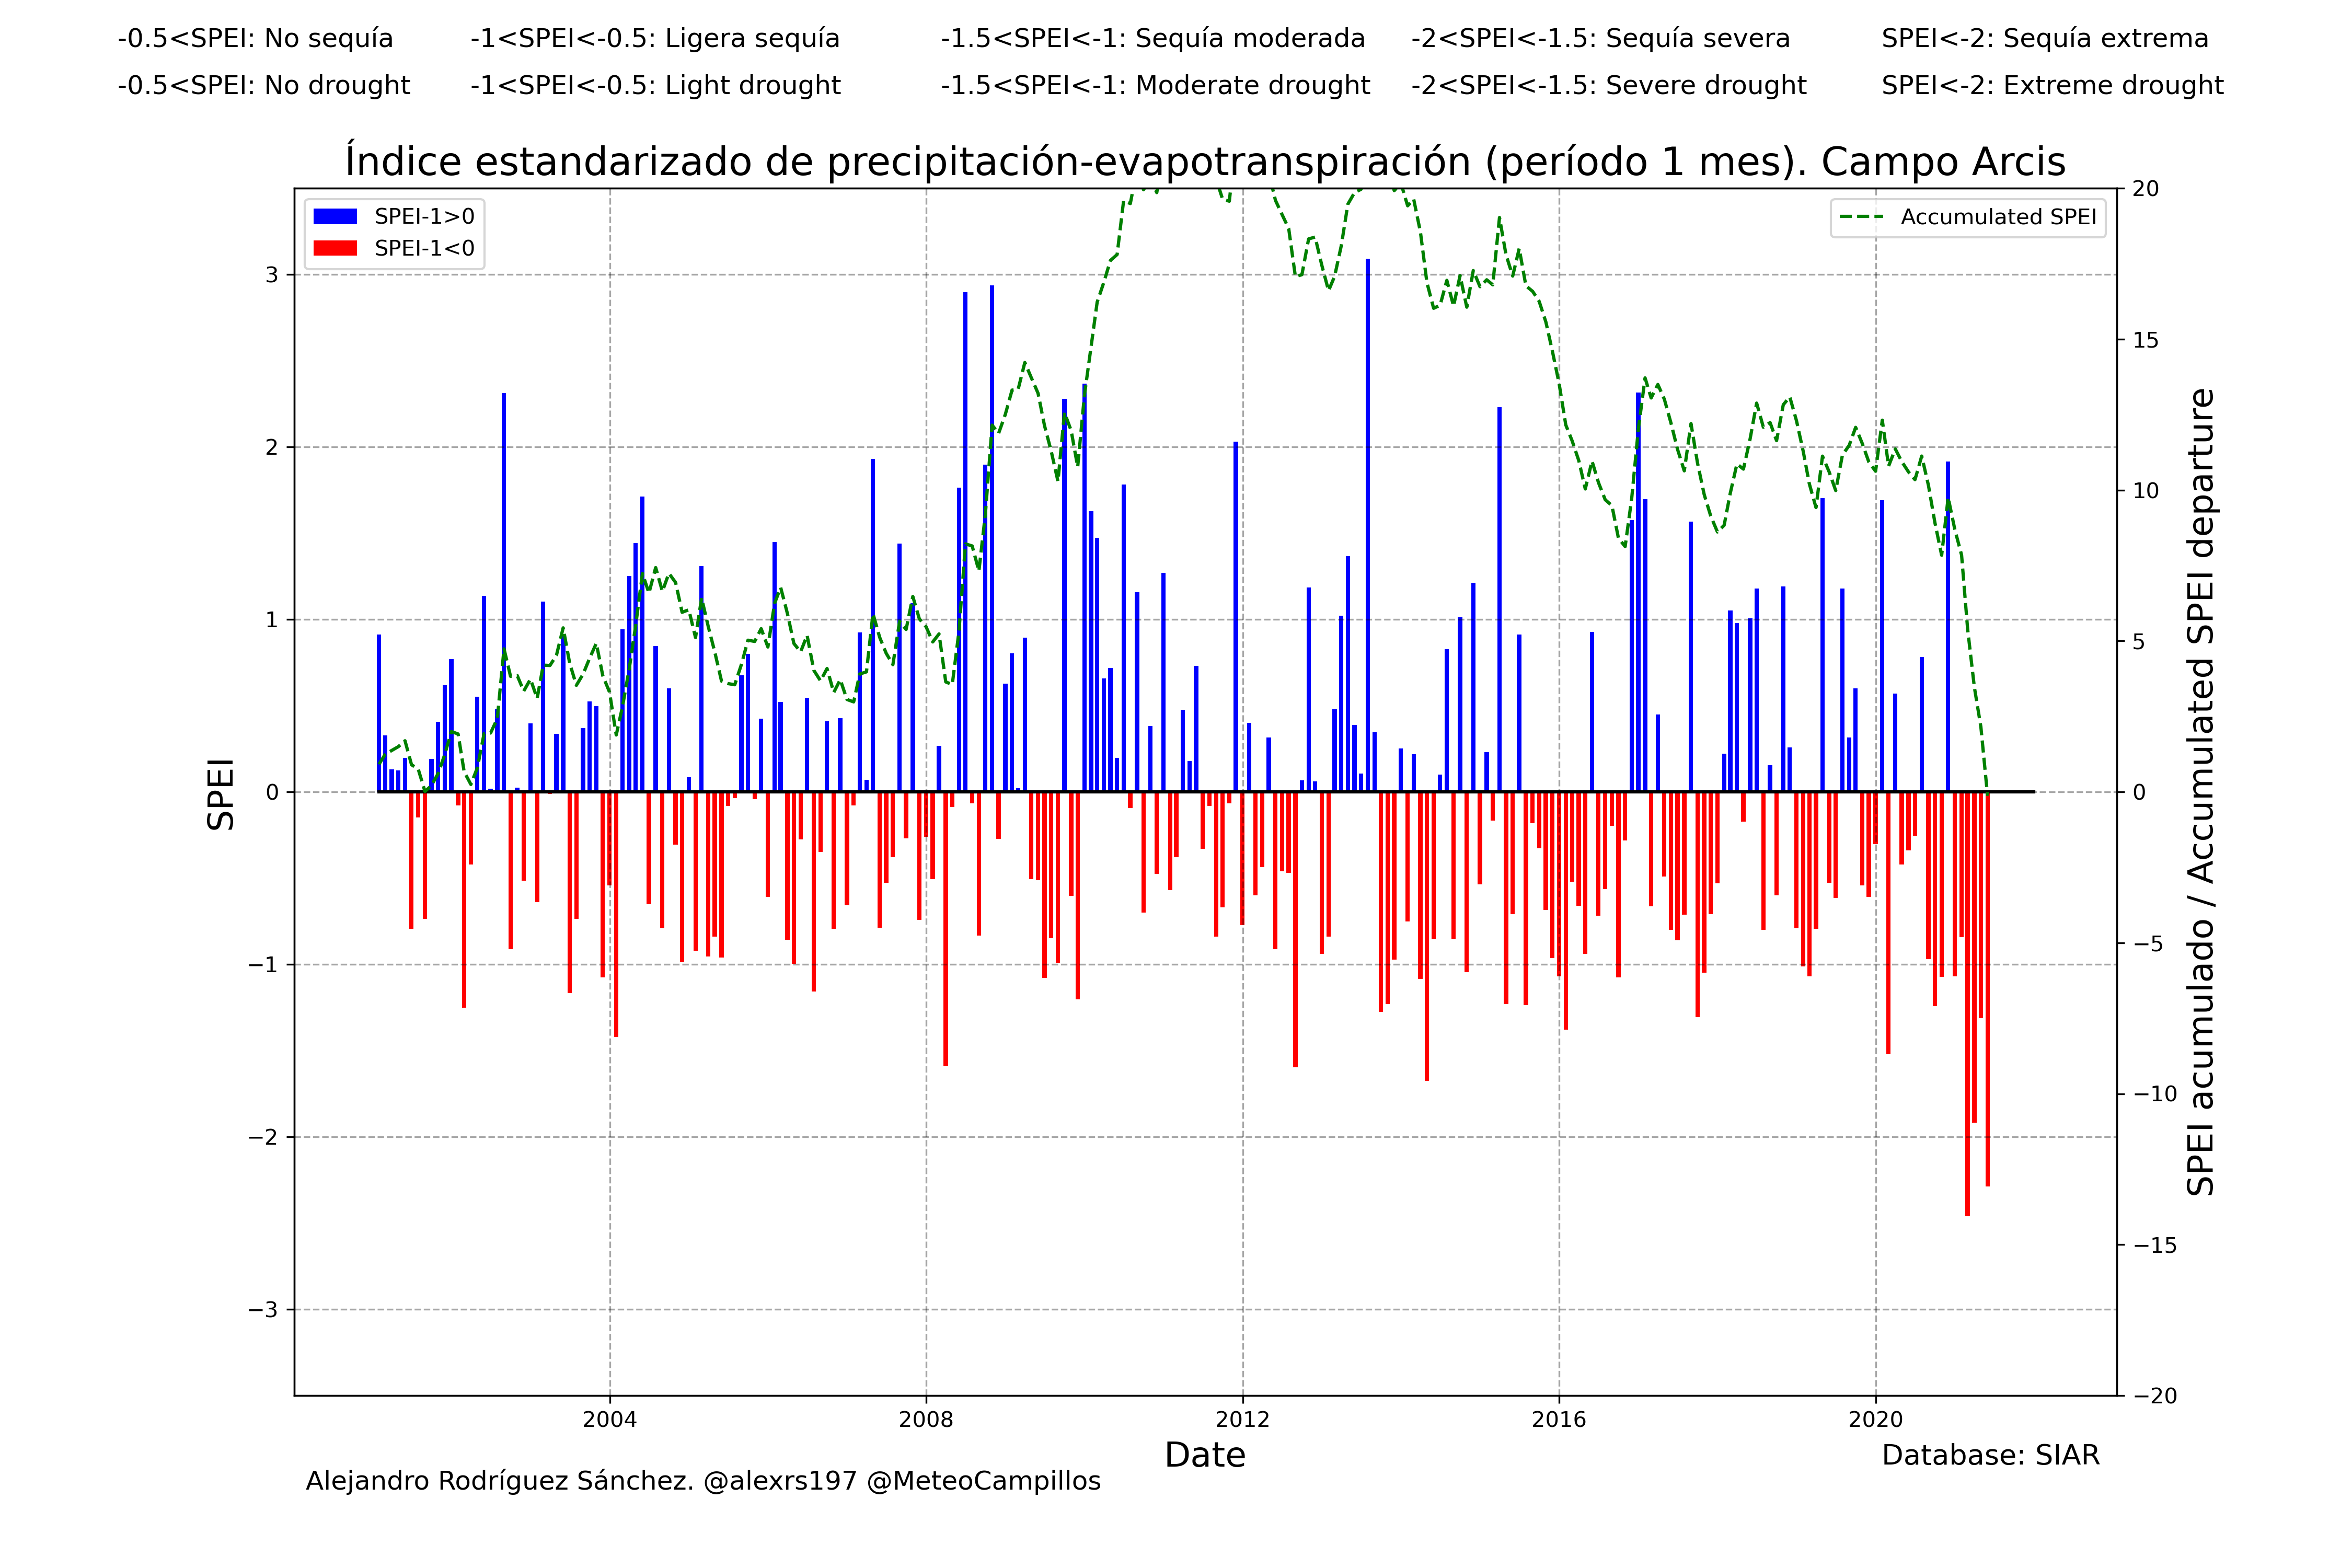 -0.5<SPEI: No sequía -1<SPEI<-0.5: Ligera sequía -1.5<SPEI<-1: Sequía moderada -2<SPEI<-1.5: Sequía severa SPEI<-2: Sequía extrema
-0.5<SPEI: No drought -1<SPEI<-0.5: Light drought -1.5<SPEI<-1: Moderate drought -2<SPEI<-1.5: Severe drought SPEI<-2: Extreme drought
Índice estandarizado de precipitación-evapotranspiración (período 1 mes). Campo Arcis
SPEI-1>0
SPEI-1<0
Accumulated SPEI
SPEI
3
2
1
0
−1
−2
−3
20
15
10
5
0
−5
−10
−15
−20
SPEI acumulado / Accumulated SPEI departure
2004 2008 2012 2016 2020
Date
Database: SIAR
Alejandro Rodríguez Sánchez. @alexrs197 @MeteoCampillos